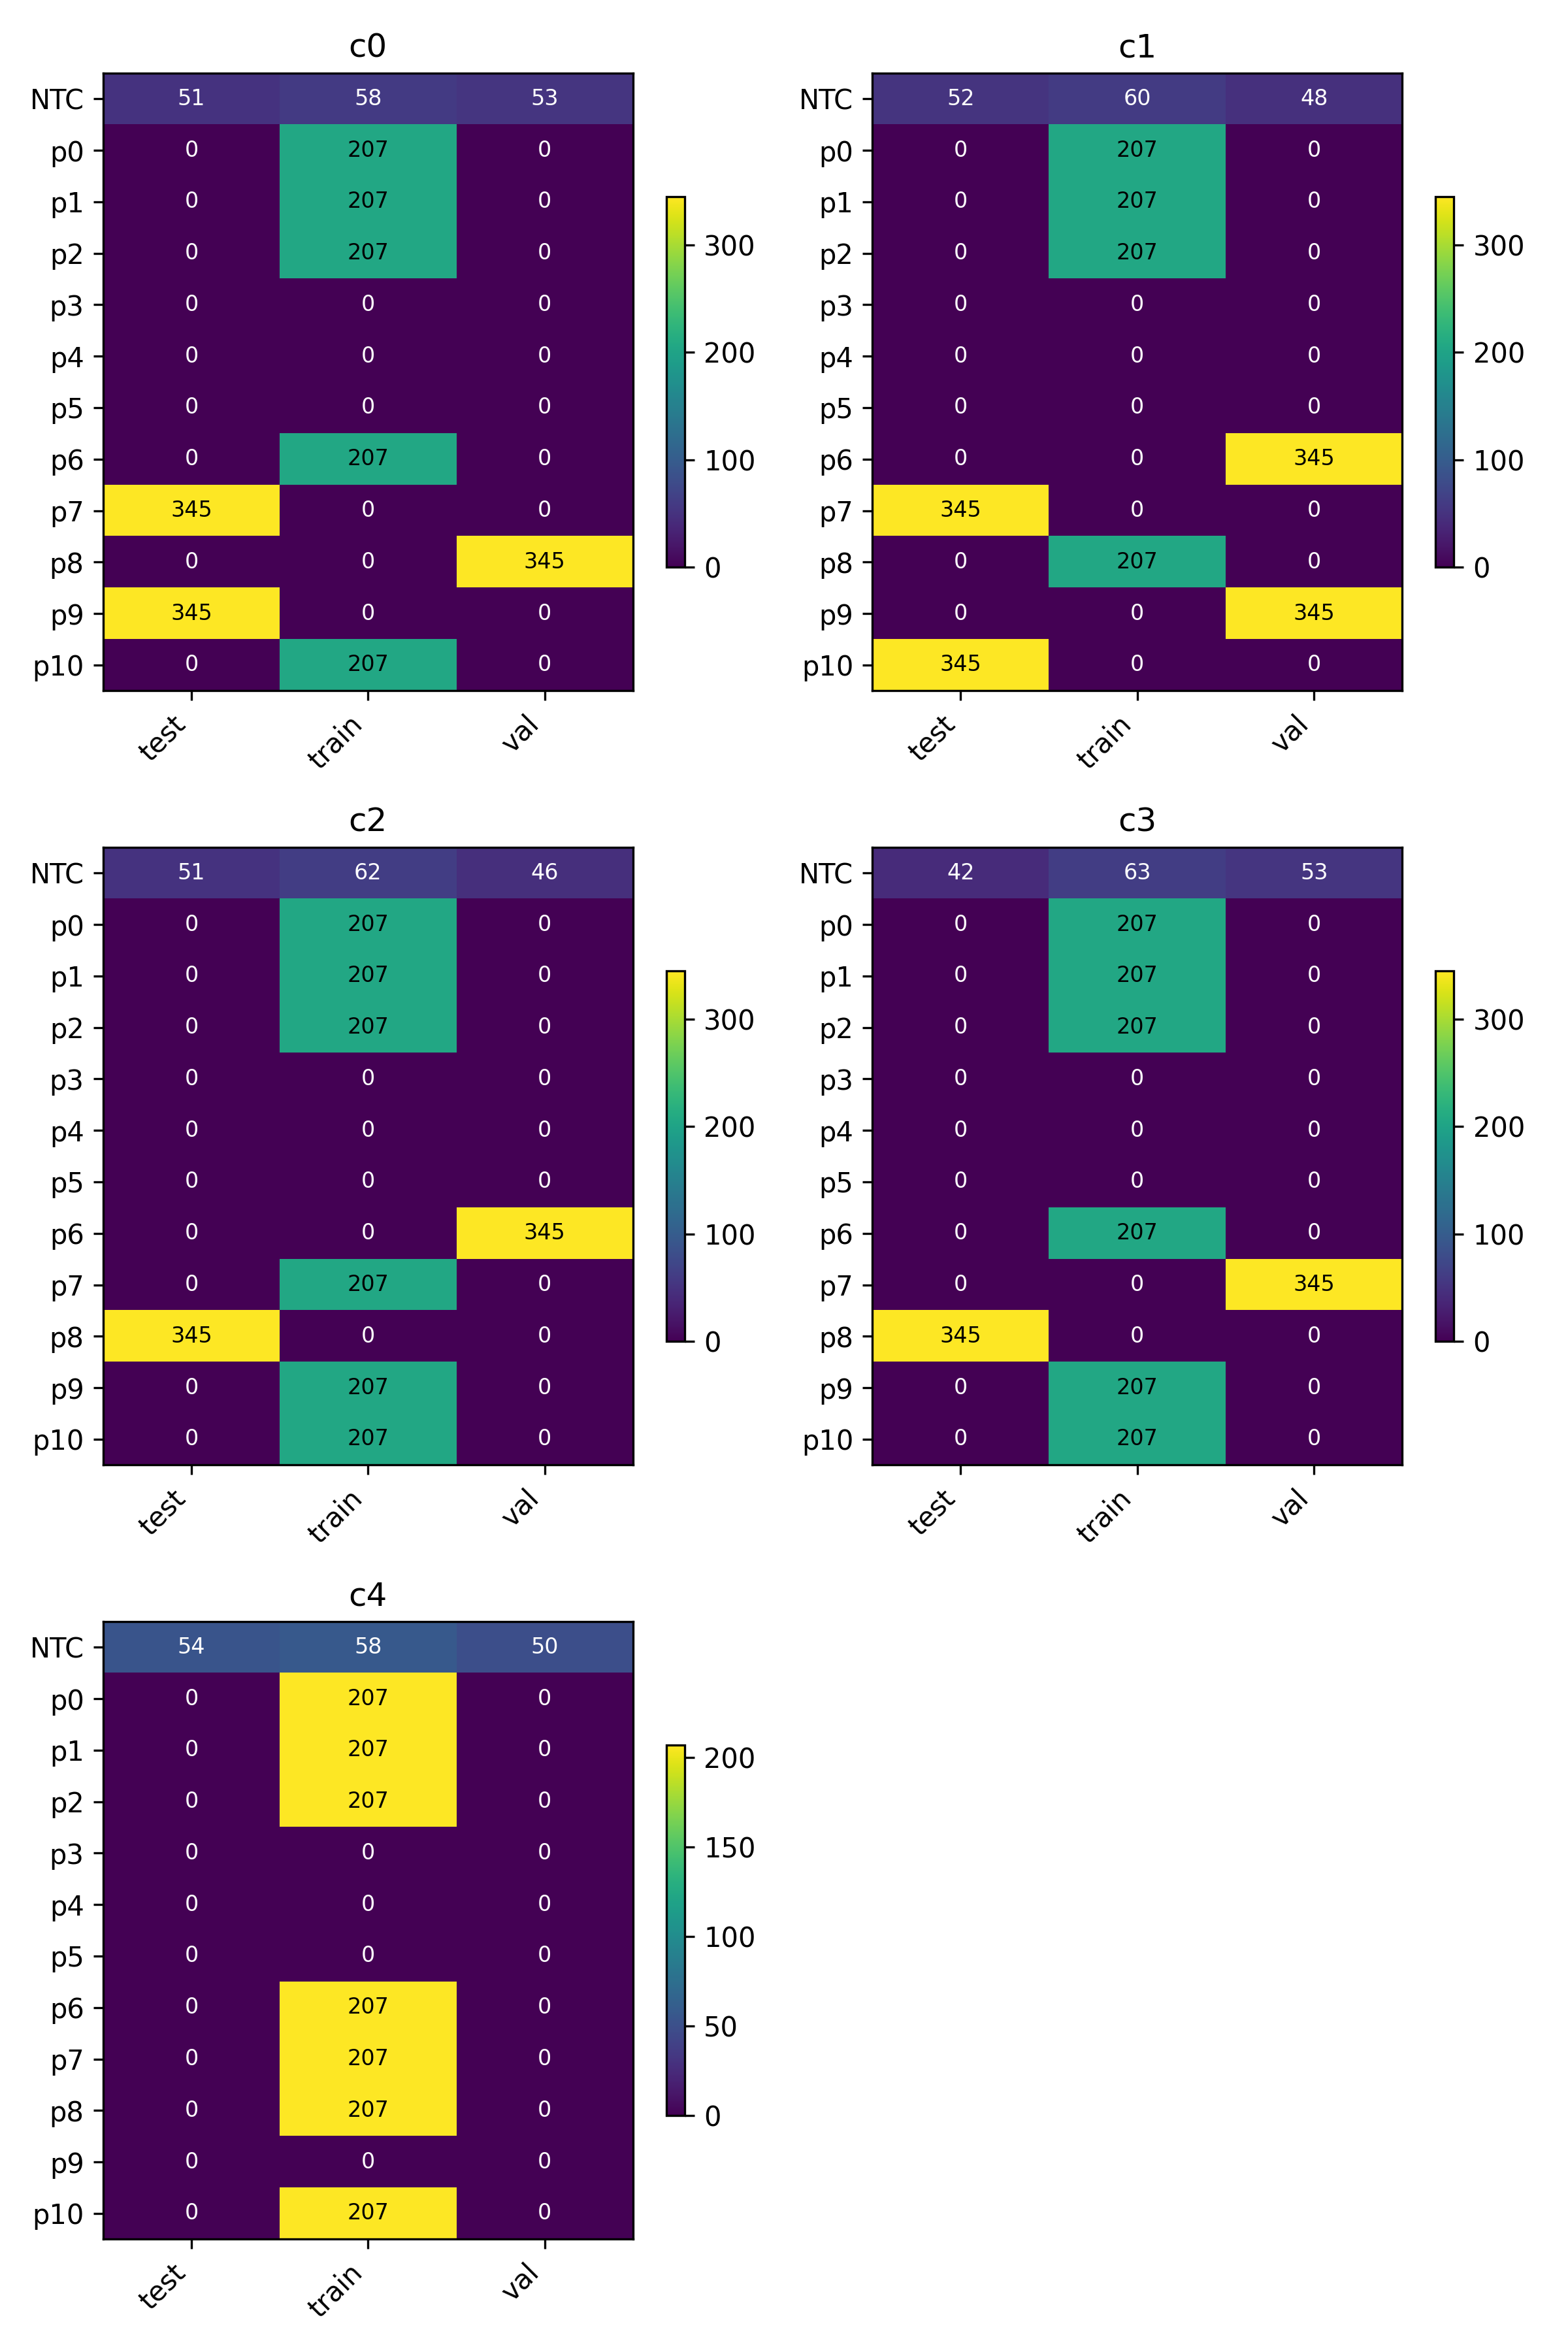 c0
NTC 51 58 53
p0 0 207 0
p1 0 207 0
p2 0 207 0
p3 0 0 0
p4 0 0 0
p5 0 0 0
p6 0 207 0
p7 345 0 0
p8 0 0 345
p9 345 0 0
p10 0 207 0
test train val
300
200
100
0
c1
NTC 52 60 48
p0 0 207 0
p1 0 207 0
p2 0 207 0
p3 0 0 0
p4 0 0 0
p5 0 0 0
p6 0 0 345
p7 345 0 0
p8 0 207 0
p9 0 0 345
p10 345 0 0
test train val
300
200
100
0
c2
NTC 51 62 46
p0 0 207 0
p1 0 207 0
p2 0 207 0
p3 0 0 0
p4 0 0 0
p5 0 0 0
p6 0 0 345
p7 0 207 0
p8 345 0 0
p9 0 207 0
p10 0 207 0
test train val
300
200
100
0
c3
NTC 42 63 53
p0 0 207 0
p1 0 207 0
p2 0 207 0
p3 0 0 0
p4 0 0 0
p5 0 0 0
p6 0 207 0
p7 0 0 345
p8 345 0 0
p9 0 207 0
p10 0 207 0
test train val
300
200
100
0
c4
NTC 54 58 50
p0 0 207 0
p1 0 207 0
p2 0 207 0
p3 0 0 0
p4 0 0 0
p5 0 0 0
p6 0 207 0
p7 0 207 0
p8 0 207 0
p9 0 0 0
p10 0 207 0
test train val
200
150
100
50
0